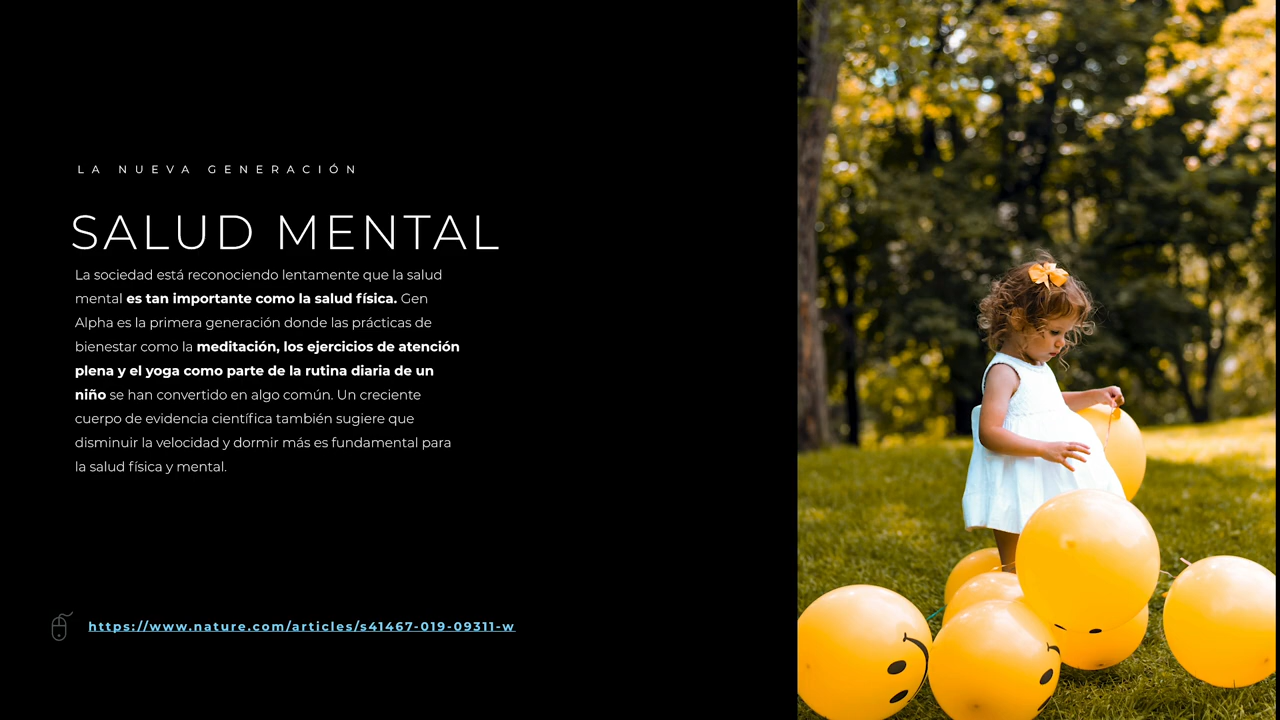 LA NUEVA GENERACIÓN
SALUD MENTAL
La sociedad está reconociendo lentamente que la salud
mental es tan importante como la salud física. Gen
Alpha es la primera generación donde las prácticas de
bienestar como la meditación, los ejercicios de atención
plena y el yoga como parte de la rutina diaria de un
niño se han convertido en algo común. Un creciente
cuerpo de evidencia científica también sugiere que
disminuir la velocidad y dormir más es fundamental para
la salud física y mental.
https://www.nature.com/articles/s41467-019-09311-w